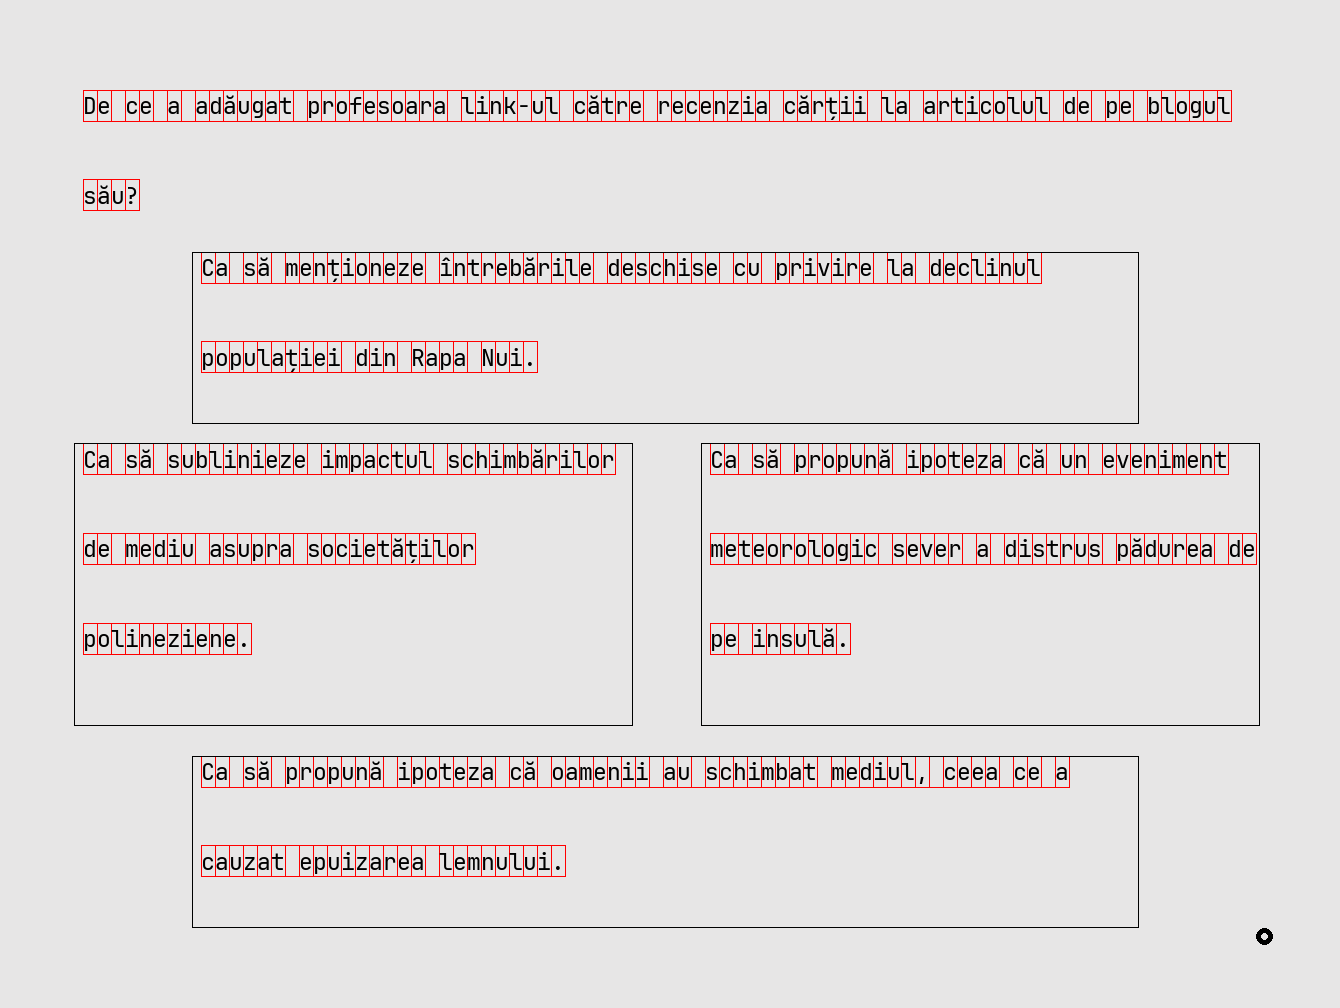 De ce a adăugat profesoara link-ul către recenzia cărții la articolul de pe blogul
său?
Ca să menționeze întrebările deschise cu privire la declinul
populației din Rapa Nui.
Ca să sublinieze impactul schimbărilor
de mediu asupra societăților
polineziene.
Ca să propună ipoteza că un eveniment
meteorologic sever a distrus pădurea de
pe insulă.
Ca să propună ipoteza că oamenii au schimbat mediul, ceea ce a
cauzat epuizarea lemnului.